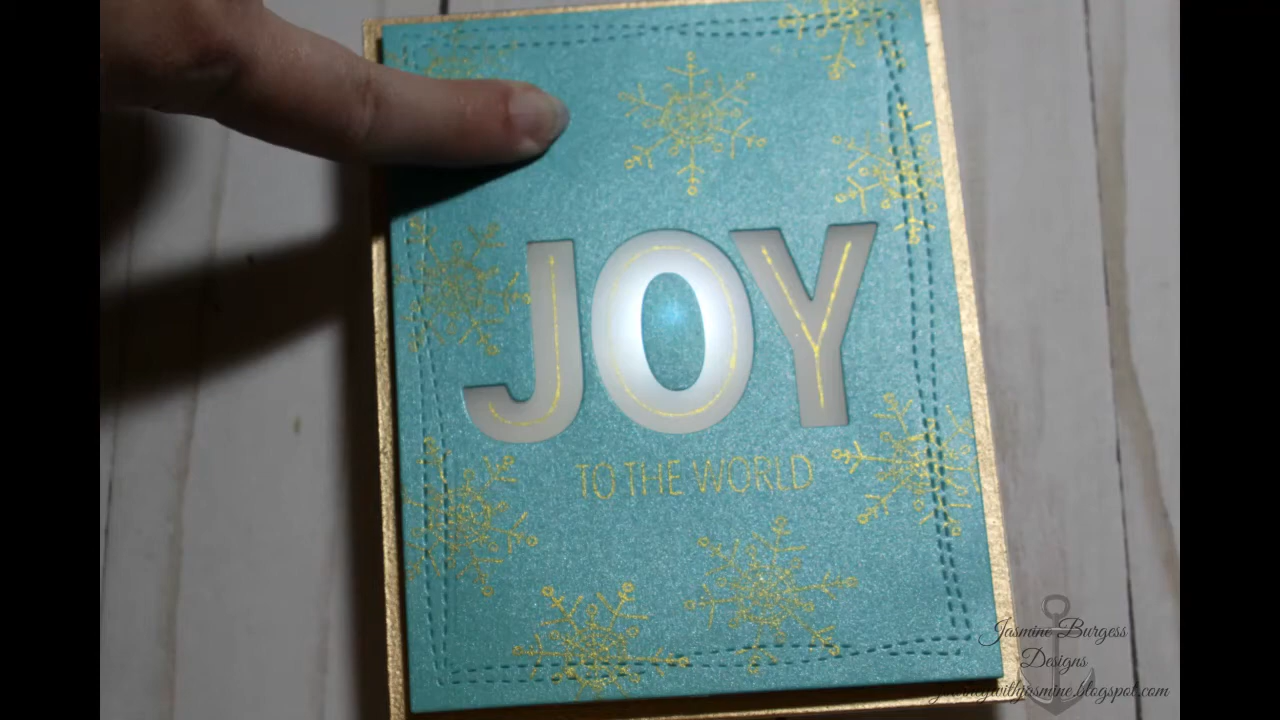 JOY
TO THE WORLD
Jasmine Burgess
Designs
journeywithjasmine.blogspot.com